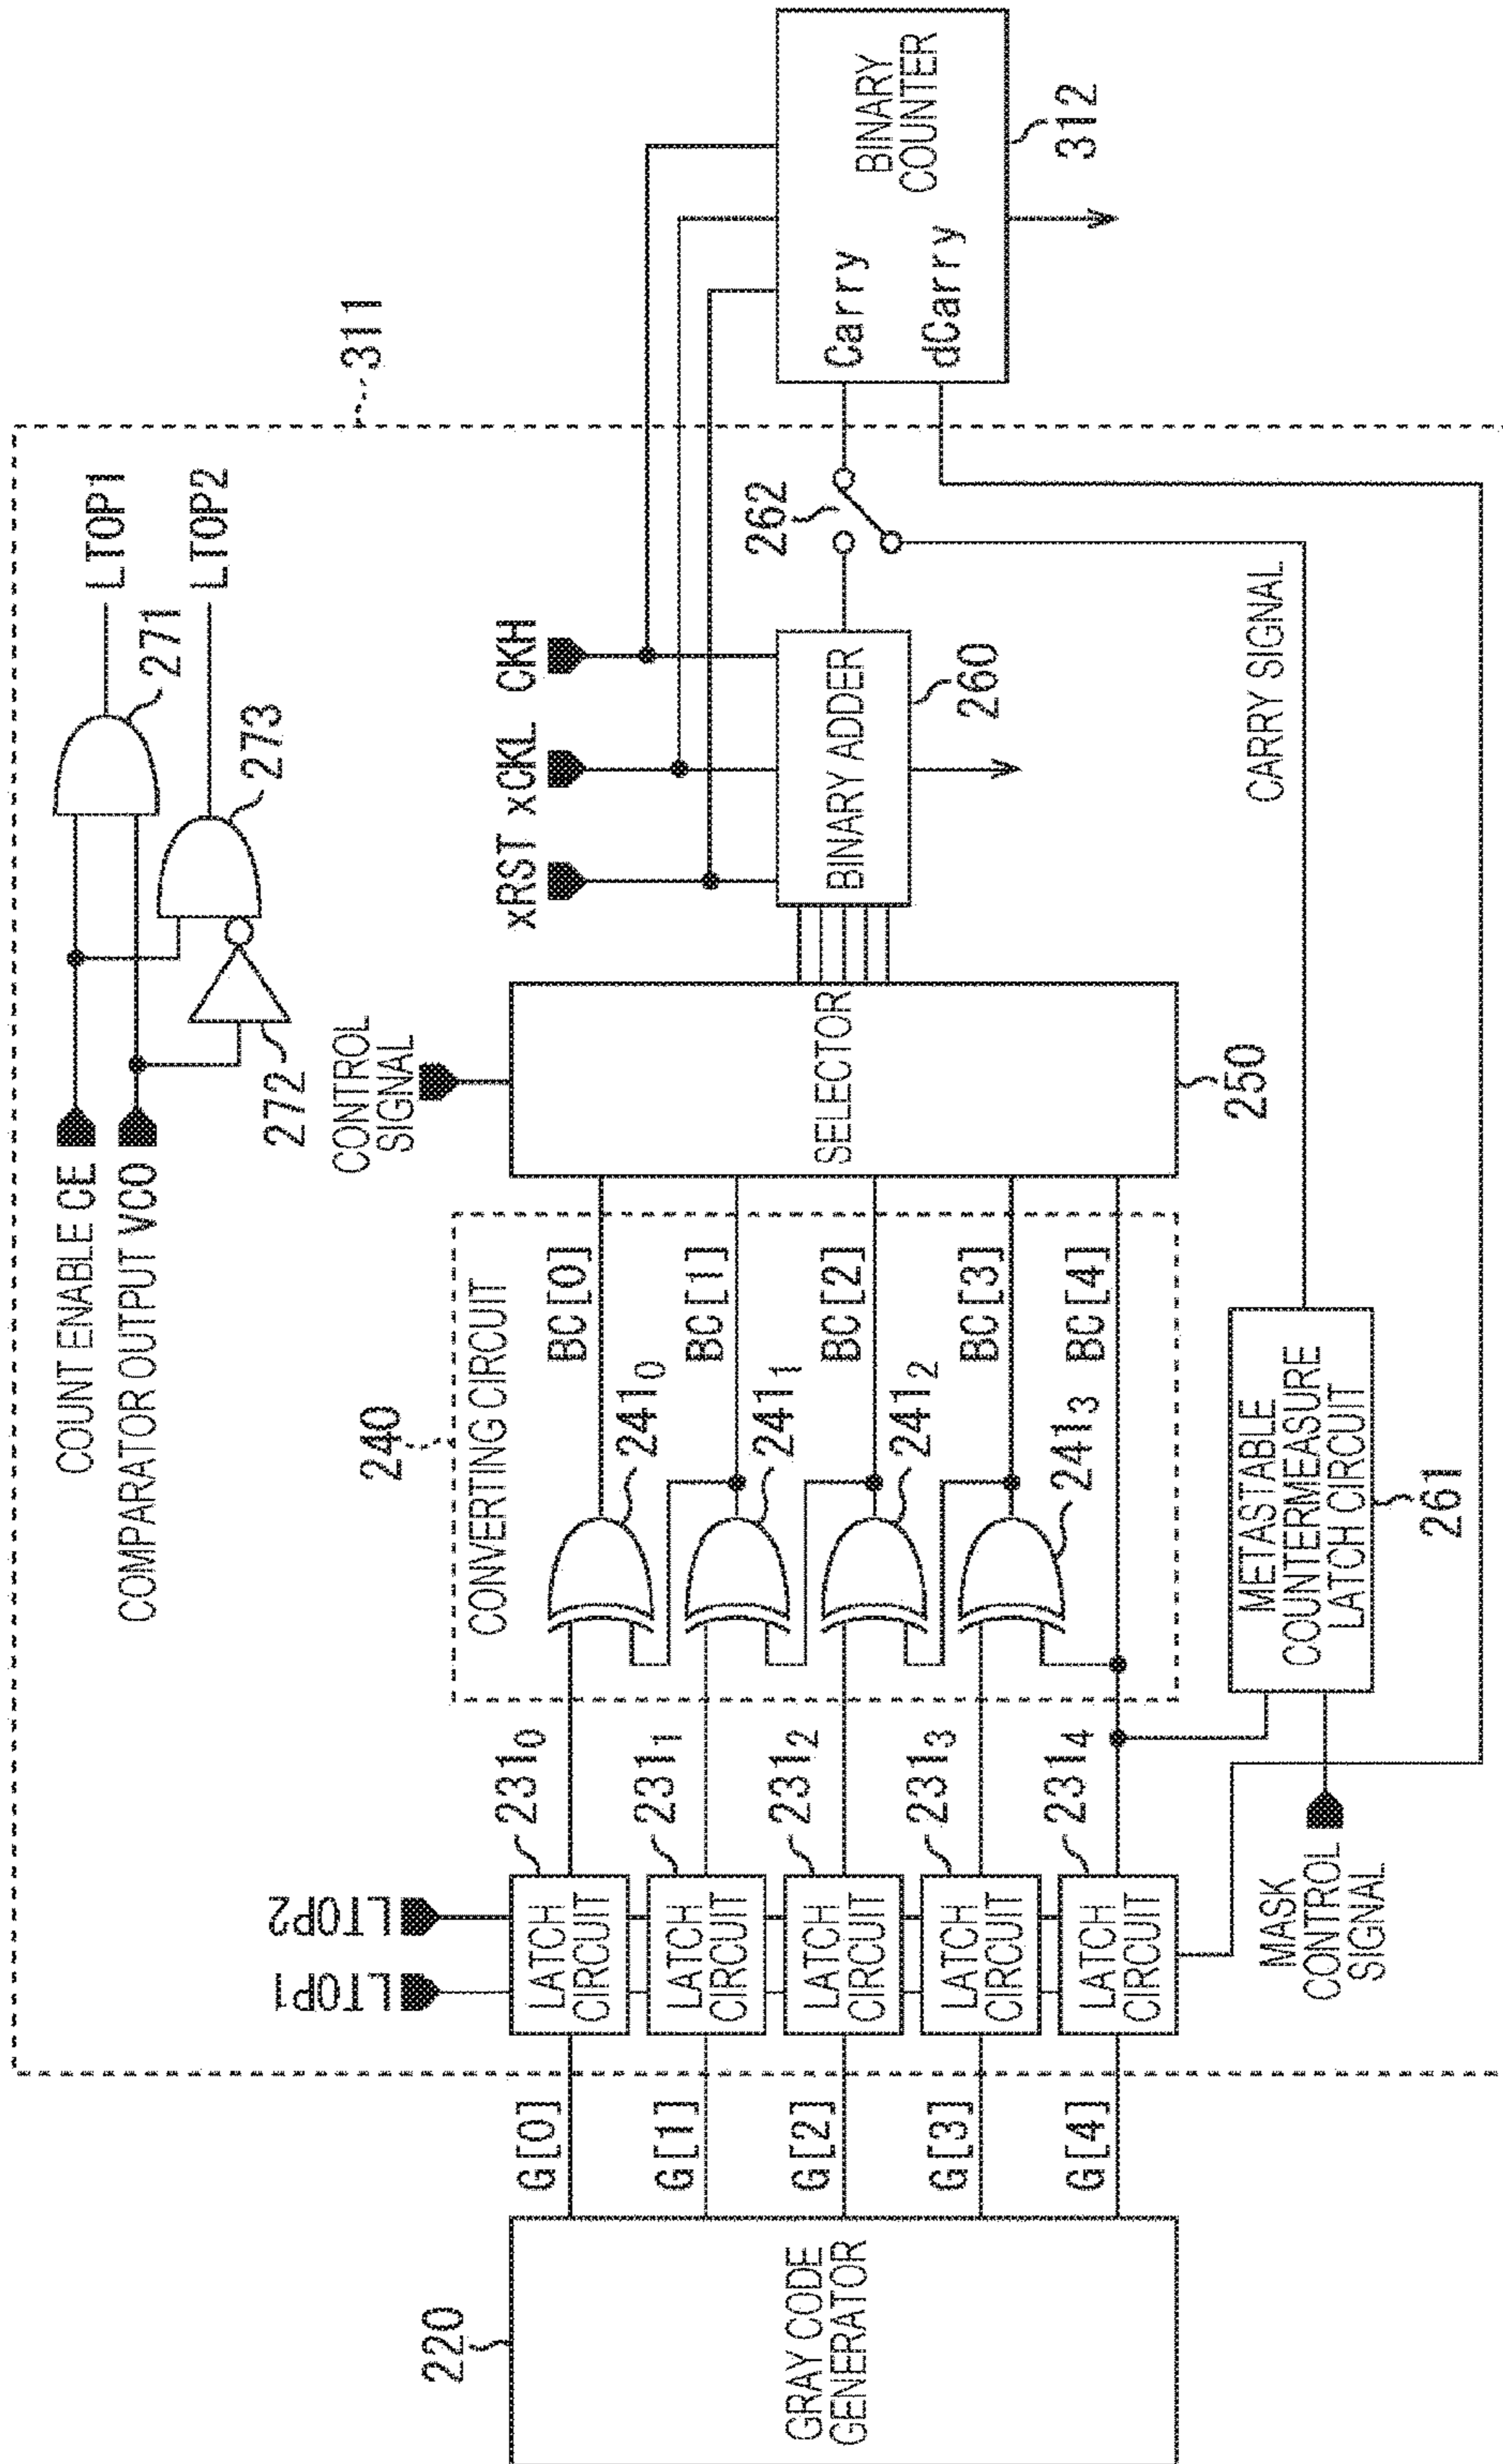 COUNT ENABLE CE
COMPARATOR OUTPUT VCO
272
273
271
LTOP1
LTOP2
311
CONTROL
SIGNAL
240
CONVERTING CIRCUIT
xRST
xCKL
CKH
220
GRAY CODE
GENERATOR
G[0]
G[1]
G[2]
G[3]
G[4]
LTOP1
LTOP2
LATCH
CIRCUIT
231₀
LATCH
CIRCUIT
231₁
LATCH
CIRCUIT
231₂
LATCH
CIRCUIT
231₃
LATCH
CIRCUIT
231₄
241₀
241₁
241₂
241₃
BC[0]
BC[1]
BC[2]
BC[3]
BC[4]
SELECTOR
250
BINARY ADDER
260
262
Carry
dCarry
BINARY
COUNTER
312
MASK
CONTROL
SIGNAL
METASTABLE
COUNTERMEASURE
LATCH CIRCUIT
261
CARRY SIGNAL